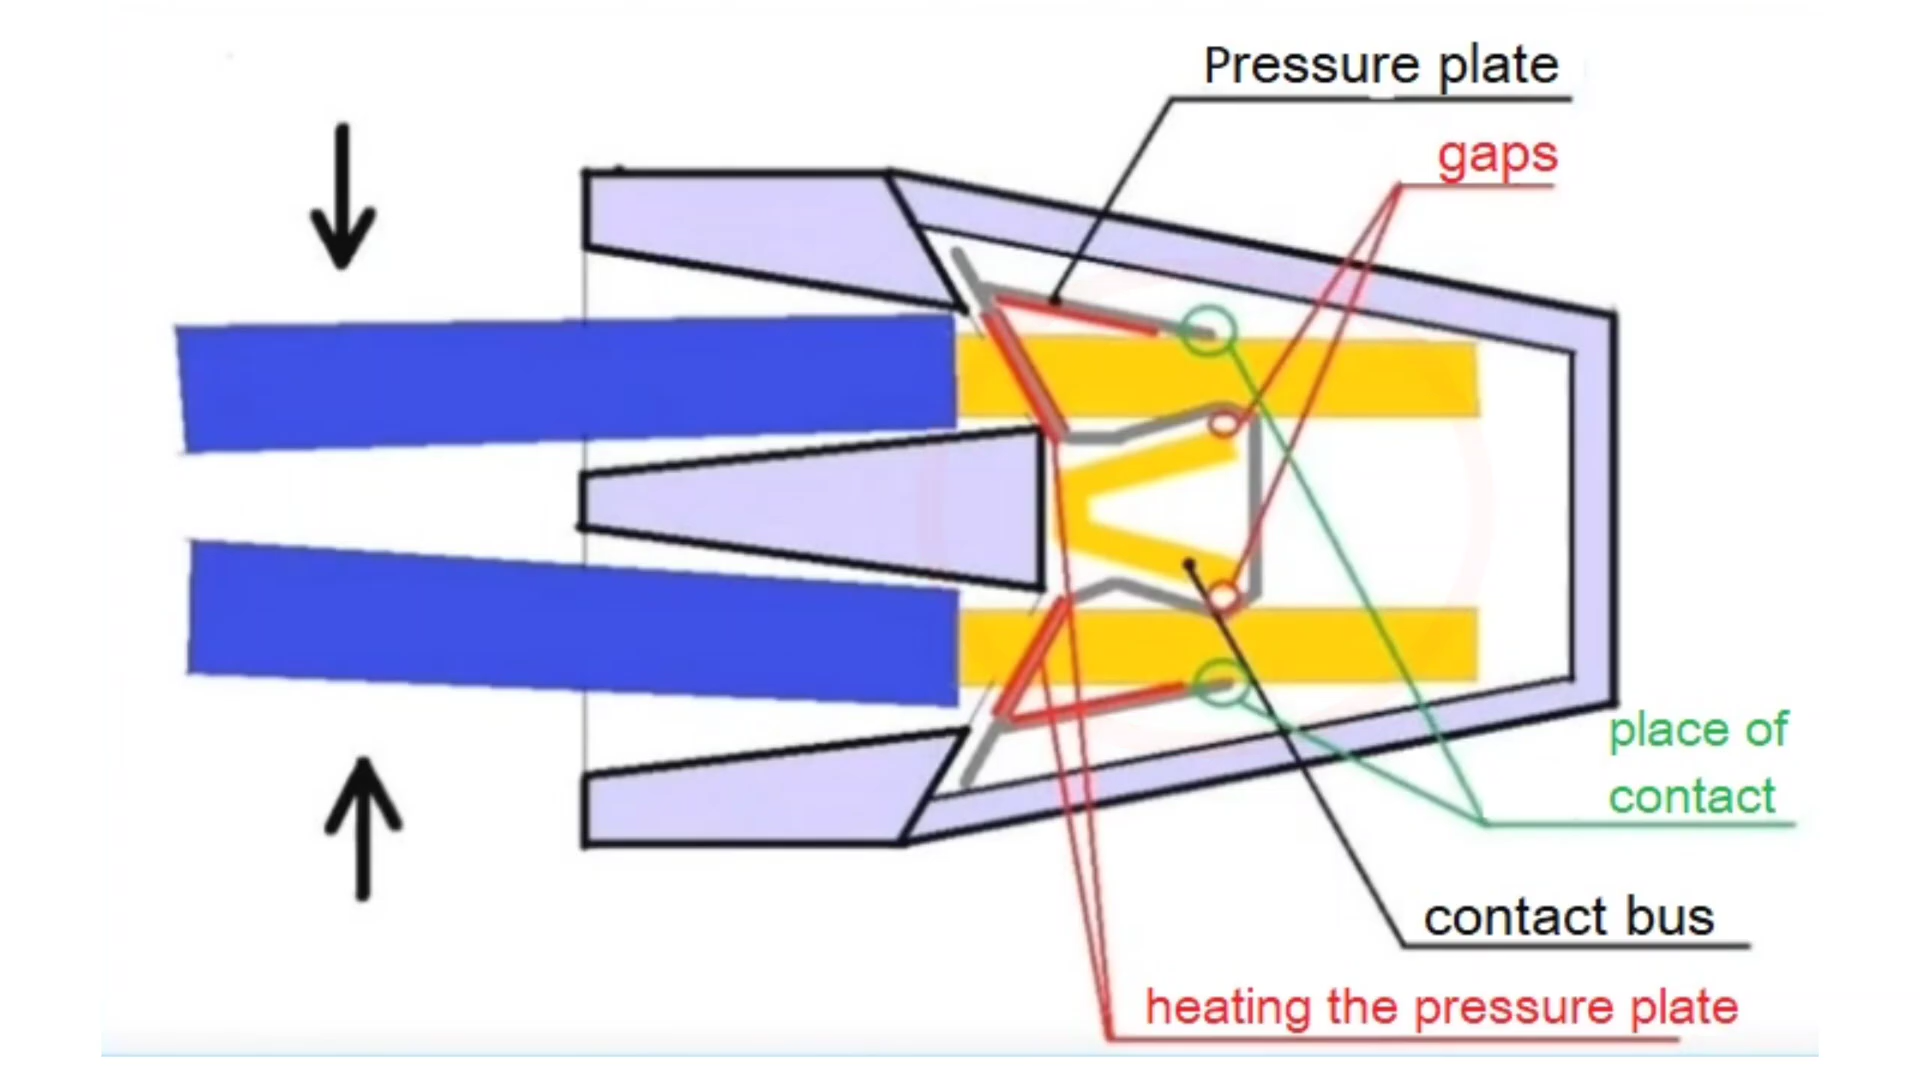 Pressure plate
gaps
place of
contact
contact bus
heating the pressure plate